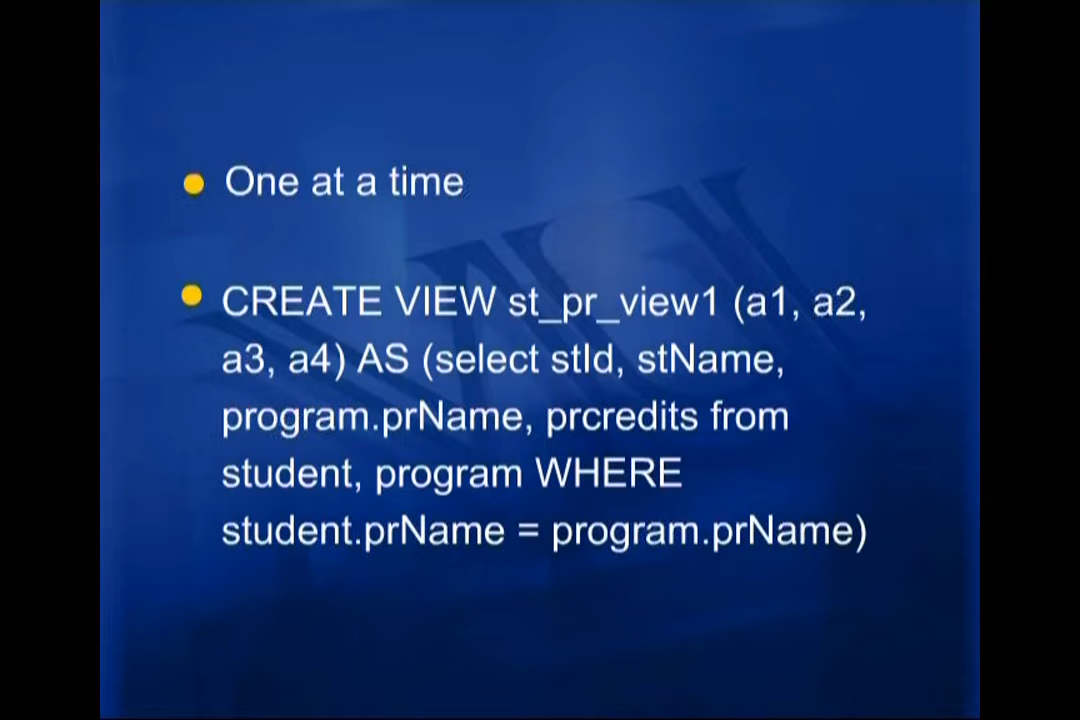 One at a time
CREATE VIEW st_pr_view1 (a1, a2,
a3, a4) AS (select stId, stName,
program.prName, prcredits from
student, program WHERE
student.prName = program.prName)